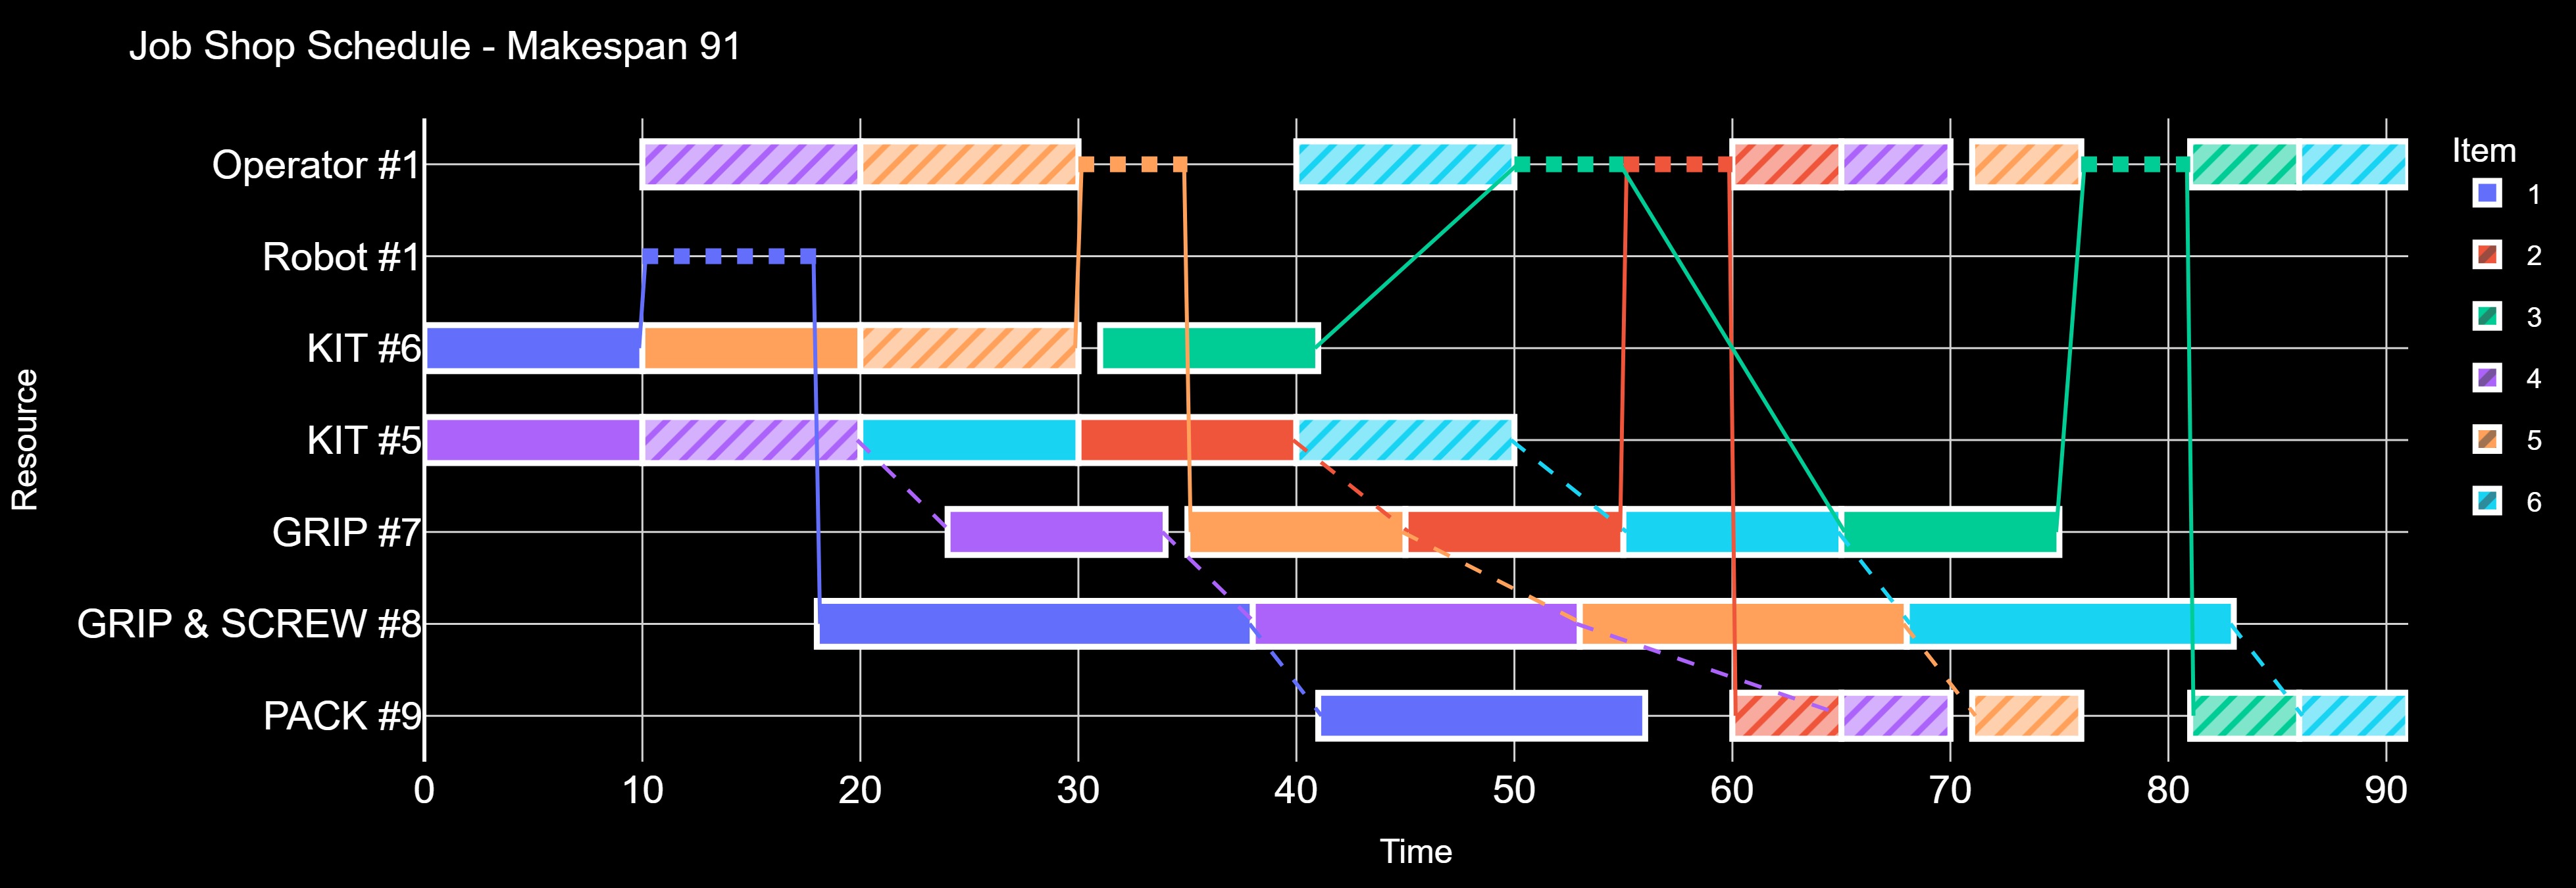 Job Shop Schedule - Makespan 91
Operator #1
Robot #1
KIT #6
KIT #5
GRIP #7
GRIP & SCREW #8
PACK #9
Resource
0 10 20 30 40 50 60 70 80 90
Time
Item
1
2
3
4
5
6